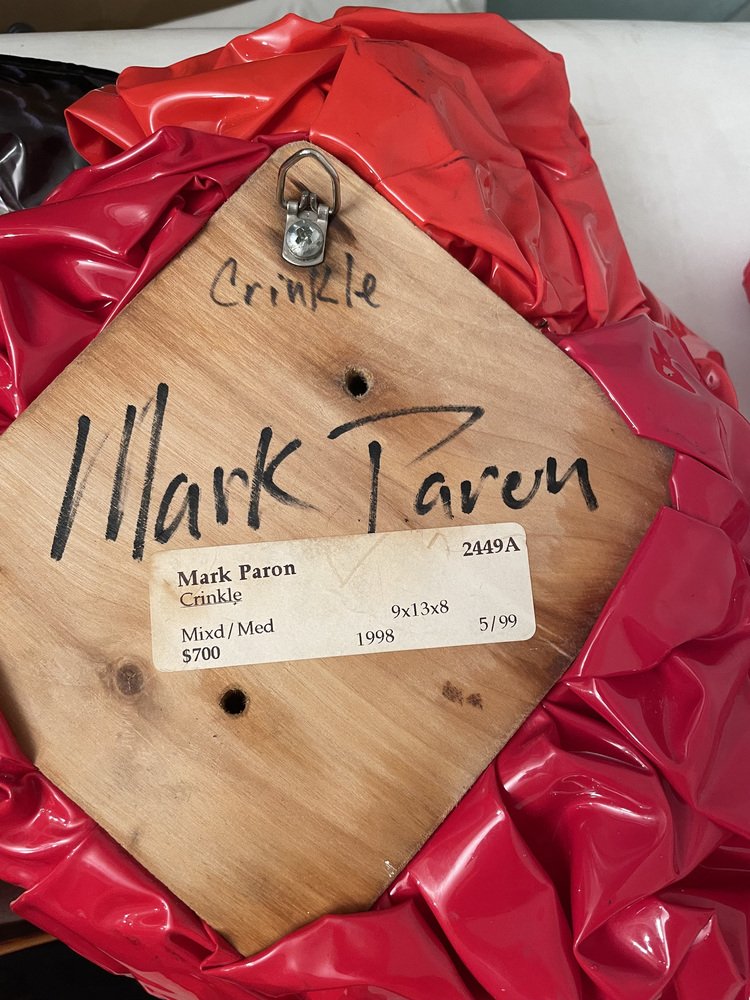 Crinkle
Mark Paron
Mark Paron 2449A
Crinkle
9x13x8
Mixd/Med 1998 5/99
$700